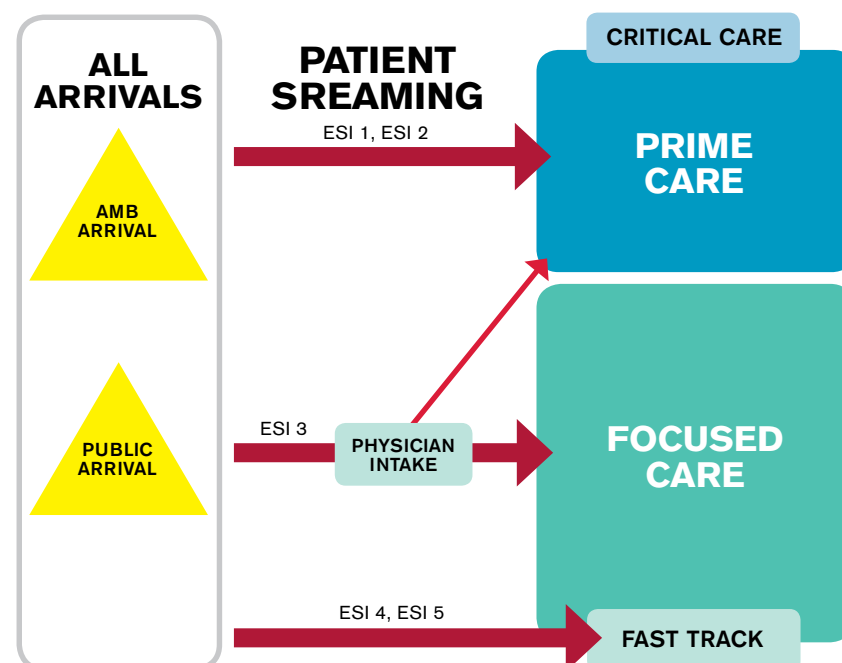 ALL
ARRIVALS
PATIENT
SREAMING
CRITICAL CARE
ESI 1, ESI 2
PRIME
CARE
AMB
ARRIVAL
ESI 3
PHYSICIAN
INTAKE
FOCUSED
CARE
PUBLIC
ARRIVAL
ESI 4, ESI 5
FAST TRACK